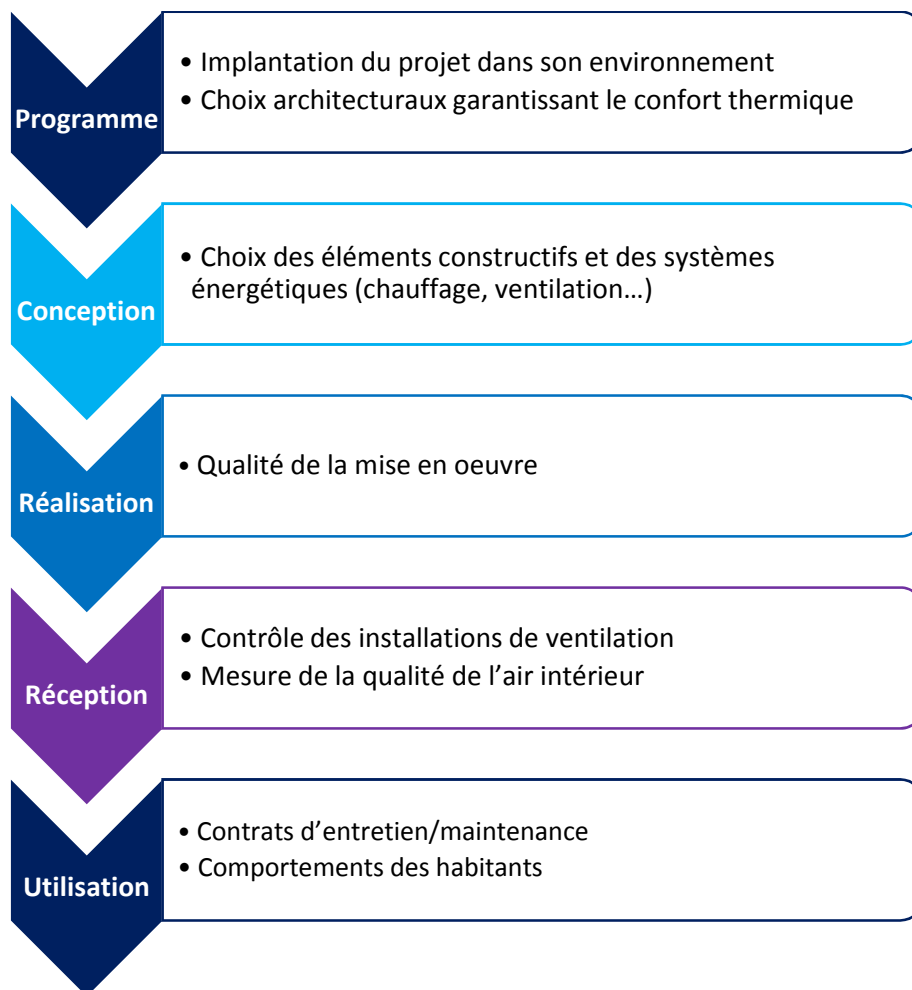 Programme
• Implantation du projet dans son environnement
• Choix architecturaux garantissant le confort thermique
Conception
• Choix des éléments constructifs et des systèmes
énergétiques (chauffage, ventilation…)
Réalisation
• Qualité de la mise en oeuvre
Réception
• Contrôle des installations de ventilation
• Mesure de la qualité de l’air intérieur
Utilisation
• Contrats d’entretien/maintenance
• Comportements des habitants